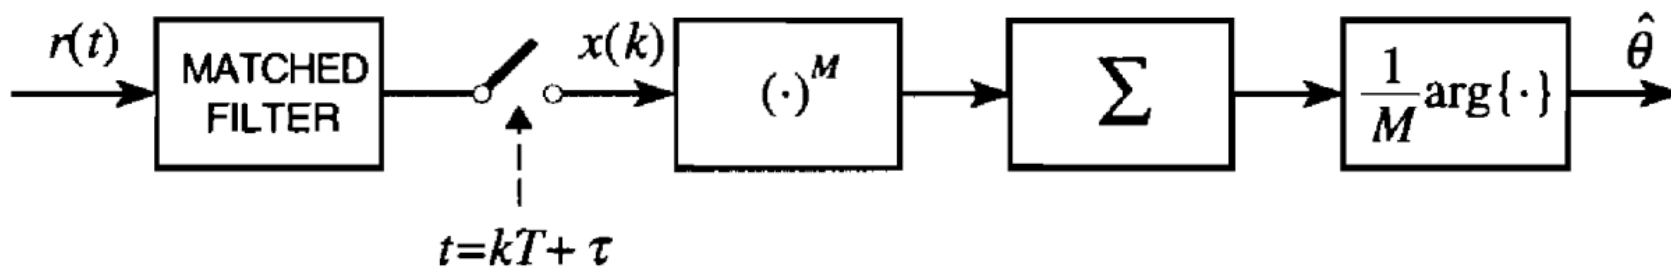 r(t)
MATCHED
FILTER
x(k)
(·)^M
Σ
1/M arg{·}
θ̂
t=kT+ τ